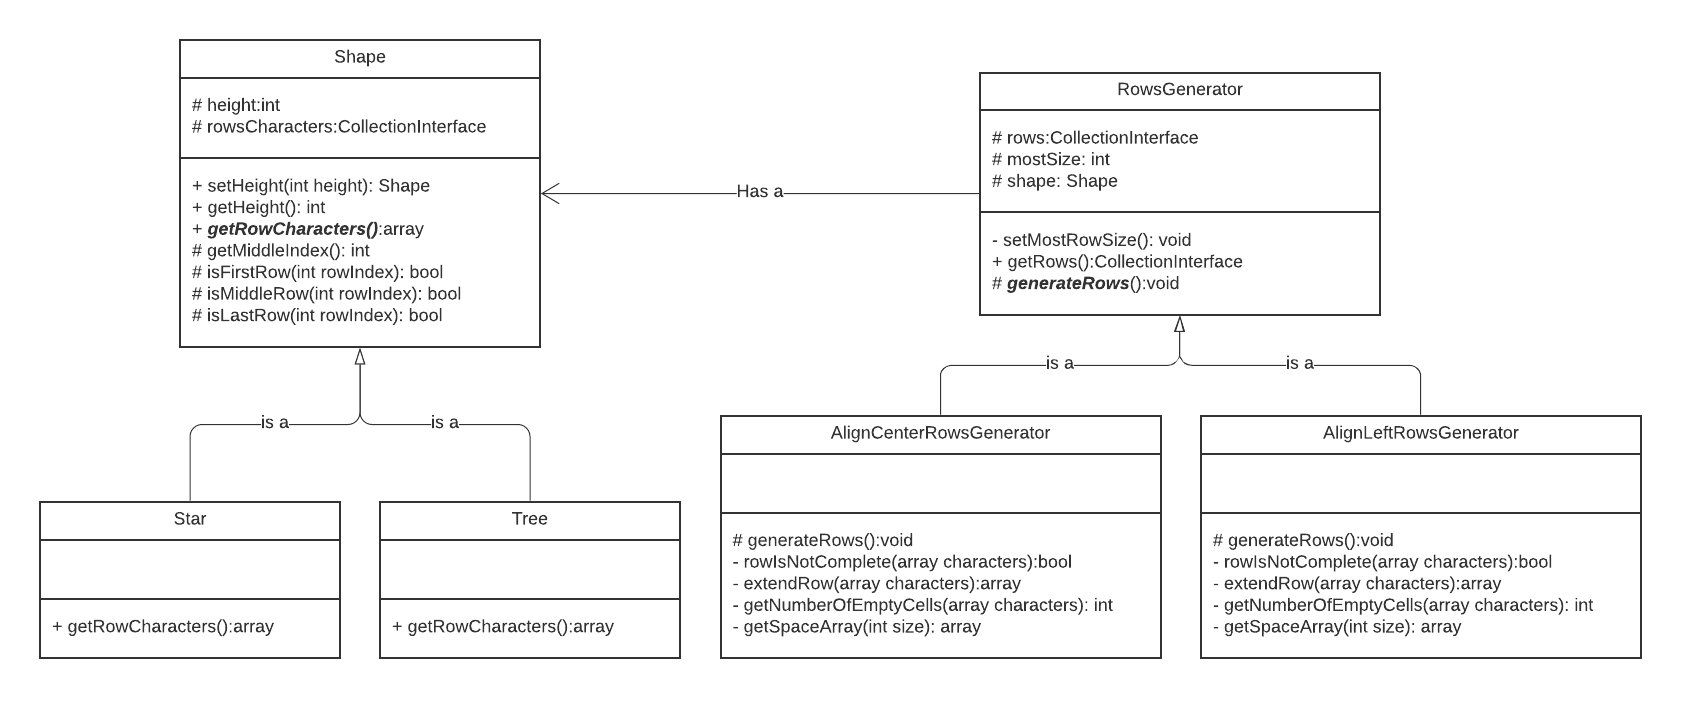 Shape
# height:int
# rowsCharacters:CollectionInterface
+ setHeight(int height): Shape
+ getHeight(): int
+ getRowCharacters():array
# getMiddleIndex(): int
# isFirstRow(int rowIndex): bool
# isMiddleRow(int rowIndex): bool
# isLastRow(int rowIndex): bool
Has a
RowsGenerator
# rows:CollectionInterface
# mostSize: int
# shape: Shape
- setMostRowSize(): void
+ getRows():CollectionInterface
# generateRows():void
is a
is a
is a
is a
Star
+ getRowCharacters():array
Tree
+ getRowCharacters():array
AlignCenterRowsGenerator
# generateRows():void
- rowIsNotComplete(array characters):bool
- extendRow(array characters):array
- getNumberOfEmptyCells(array characters): int
- getSpaceArray(int size): array
AlignLeftRowsGenerator
# generateRows():void
- rowIsNotComplete(array characters):bool
- extendRow(array characters):array
- getNumberOfEmptyCells(array characters): int
- getSpaceArray(int size): array